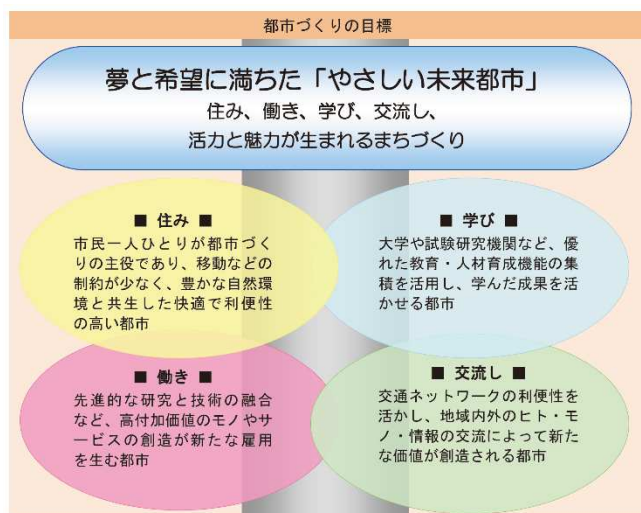 都市づくりの目標
夢と希望に満ちた「やさしい未来都市」
住み、働き、学び、交流し、
活力と魅力が生まれるまちづくり
■ 住み ■
市民一人ひとりが都市づく
りの主役であり、移動などの
制約が少なく、豊かな自然環
境と共生した快適で利便性
の高い都市
■ 学び ■
大学や試験研究機関など、優
れた教育・人材育成機能の集
積を活用し、学んだ成果を活
かせる都市
■ 働き ■
先進的な研究と技術の融合
など、高付加価値のモノやサ
ービスの創造が新たな雇用
を生む都市
■ 交流し ■
交通ネットワークの利便性を
活かし、地域内外のヒト・モ
ノ・情報の交流によって新た
な価値が創造される都市